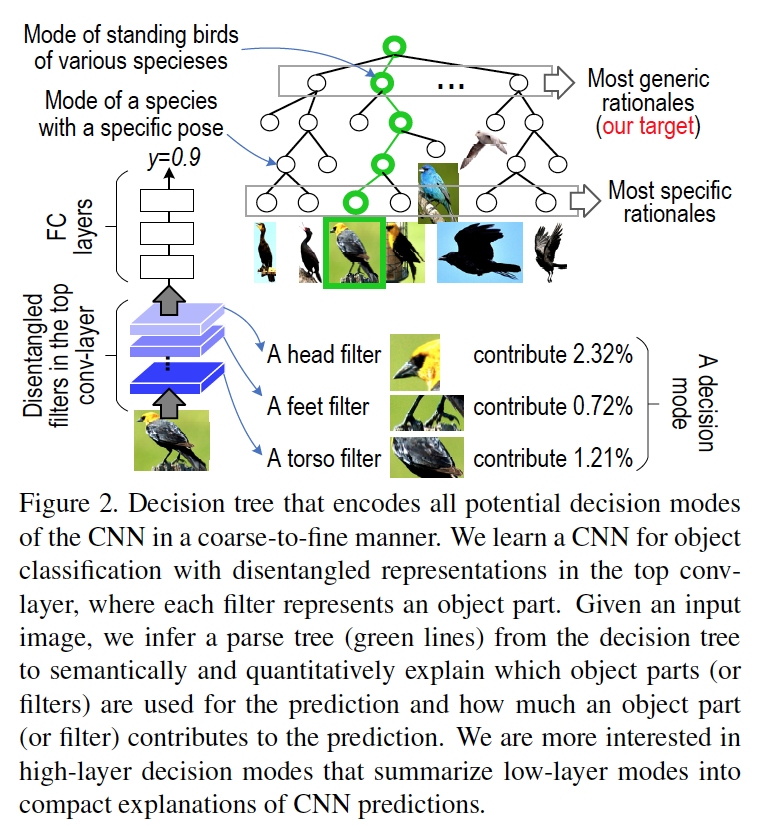 Mode of standing birds
of various specieses
Mode of a species
with a specific pose
y=0.9
...
Most generic
rationales
(our target)
Most specific
rationales
FC
layers
Disentangled
filters in the top
conv-layer
A head filter
contribute 2.32%
A feet filter
contribute 0.72%
A torso filter
contribute 1.21%
A decision
mode
Figure 2. Decision tree that encodes all potential decision modes
of the CNN in a coarse-to-fine manner. We learn a CNN for object
classification with disentangled representations in the top conv-
layer, where each filter represents an object part. Given an input
image, we infer a parse tree (green lines) from the decision tree
to semantically and quantitatively explain which object parts (or
filters) are used for the prediction and how much an object part
(or filter) contributes to the prediction. We are more interested in
high-layer decision modes that summarize low-layer modes into
compact explanations of CNN predictions.